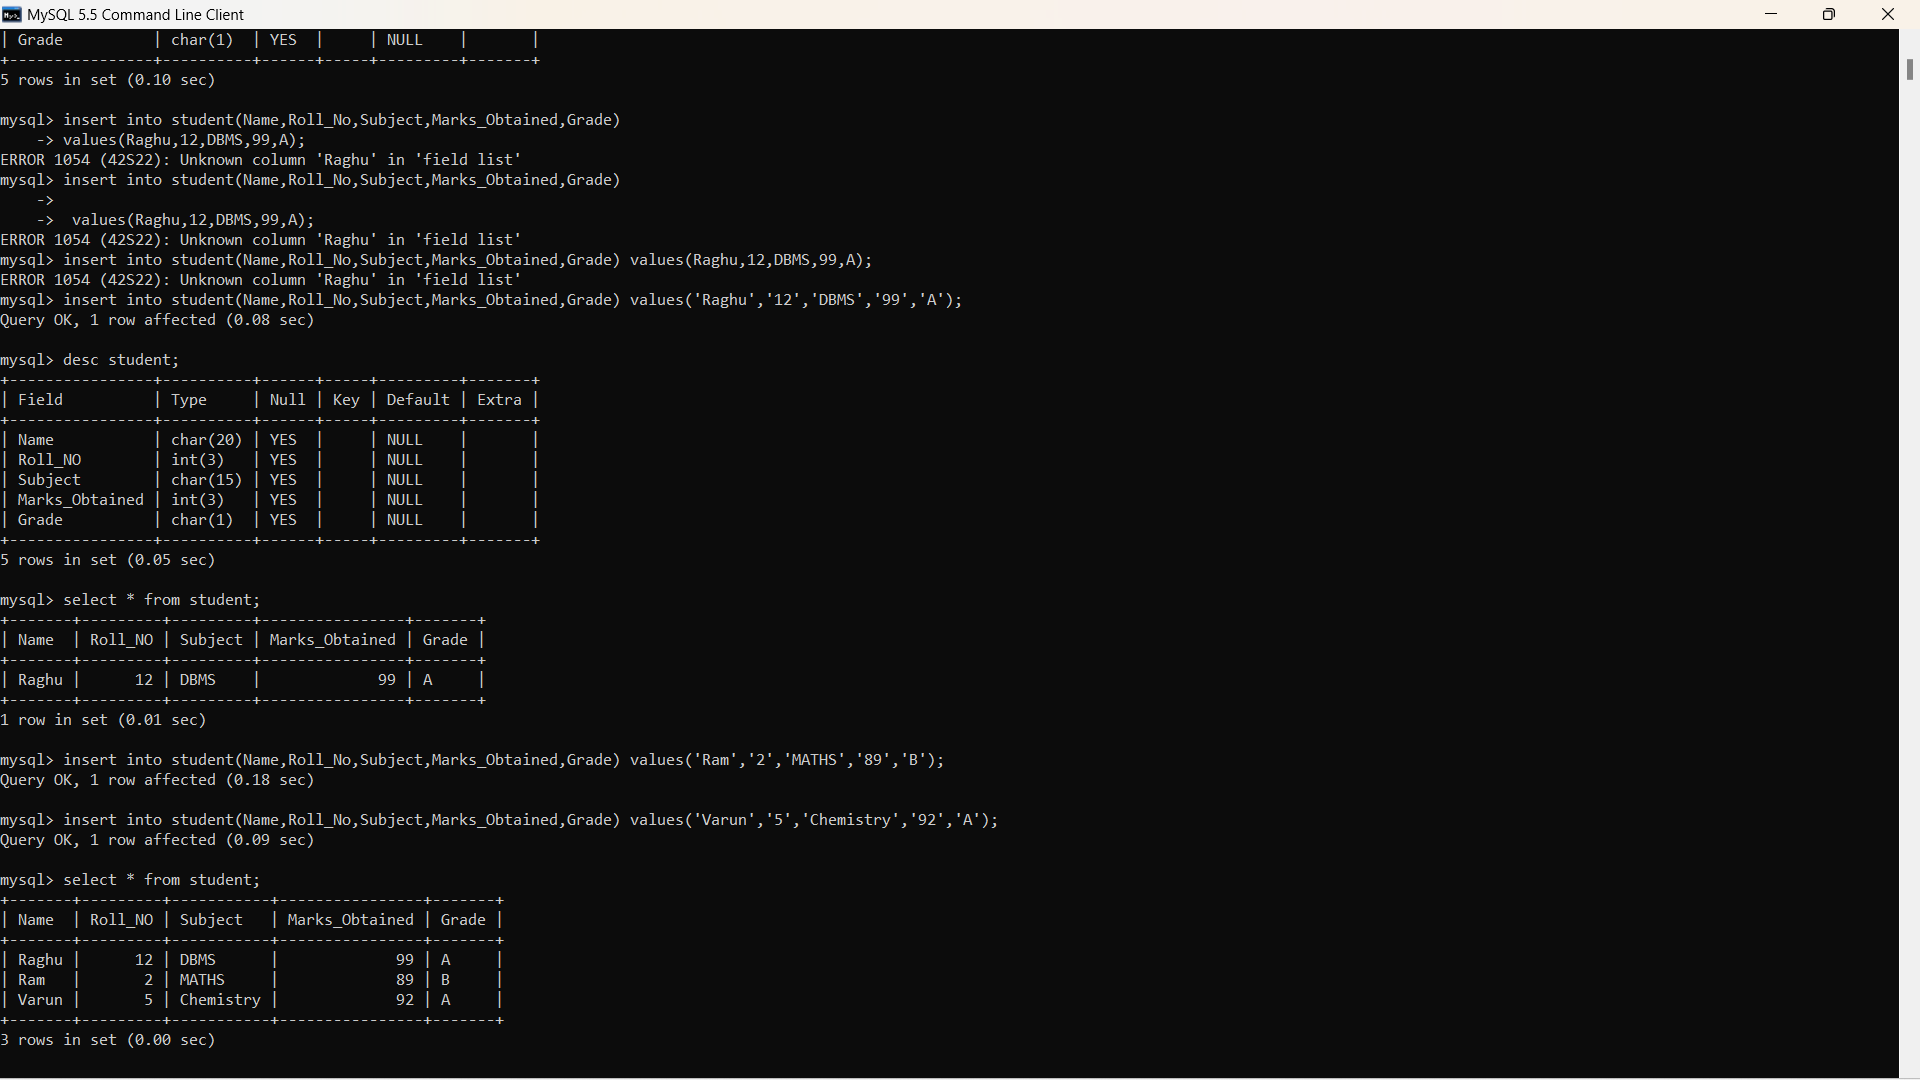 MySQL 5.5 Command Line Client
| Grade          | char(1)  | YES  |     | NULL    |       |
+----------------+----------+------+-----+---------+-------+
5 rows in set (0.10 sec)

mysql> insert into student(Name,Roll_No,Subject,Marks_Obtained,Grade)
    -> values(Raghu,12,DBMS,99,A);
ERROR 1054 (42S22): Unknown column 'Raghu' in 'field list'
mysql> insert into student(Name,Roll_No,Subject,Marks_Obtained,Grade)
    ->
    ->  values(Raghu,12,DBMS,99,A);
ERROR 1054 (42S22): Unknown column 'Raghu' in 'field list'
mysql> insert into student(Name,Roll_No,Subject,Marks_Obtained,Grade) values(Raghu,12,DBMS,99,A);
ERROR 1054 (42S22): Unknown column 'Raghu' in 'field list'
mysql> insert into student(Name,Roll_No,Subject,Marks_Obtained,Grade) values('Raghu','12','DBMS','99','A');
Query OK, 1 row affected (0.08 sec)

mysql> desc student;
+----------------+----------+------+-----+---------+-------+
| Field          | Type     | Null | Key | Default | Extra |
+----------------+----------+------+-----+---------+-------+
| Name           | char(20) | YES  |     | NULL    |       |
| Roll_NO        | int(3)   | YES  |     | NULL    |       |
| Subject        | char(15) | YES  |     | NULL    |       |
| Marks_Obtained | int(3)   | YES  |     | NULL    |       |
| Grade          | char(1)  | YES  |     | NULL    |       |
+----------------+----------+------+-----+---------+-------+
5 rows in set (0.05 sec)

mysql> select * from student;
+-------+---------+---------+----------------+-------+
| Name  | Roll_NO | Subject | Marks_Obtained | Grade |
+-------+---------+---------+----------------+-------+
| Raghu |      12 | DBMS    |             99 | A     |
+-------+---------+---------+----------------+-------+
1 row in set (0.01 sec)

mysql> insert into student(Name,Roll_No,Subject,Marks_Obtained,Grade) values('Ram','2','MATHS','89','B');
Query OK, 1 row affected (0.18 sec)

mysql> insert into student(Name,Roll_No,Subject,Marks_Obtained,Grade) values('Varun','5','Chemistry','92','A');
Query OK, 1 row affected (0.09 sec)

mysql> select * from student;
+-------+---------+-----------+----------------+-------+
| Name  | Roll_NO | Subject   | Marks_Obtained | Grade |
+-------+---------+-----------+----------------+-------+
| Raghu |      12 | DBMS      |             99 | A     |
| Ram   |       2 | MATHS     |             89 | B     |
| Varun |       5 | Chemistry |             92 | A     |
+-------+---------+-----------+----------------+-------+
3 rows in set (0.00 sec)